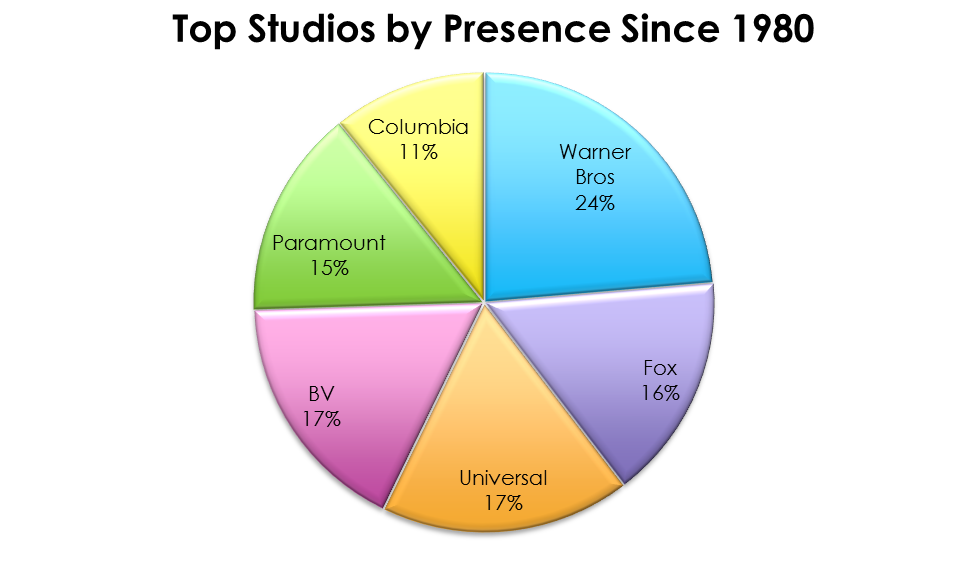 Top Studios by Presence Since 1980
Columbia
11%
Warner
Bros
24%
Paramount
15%
Fox
16%
BV
17%
Universal
17%